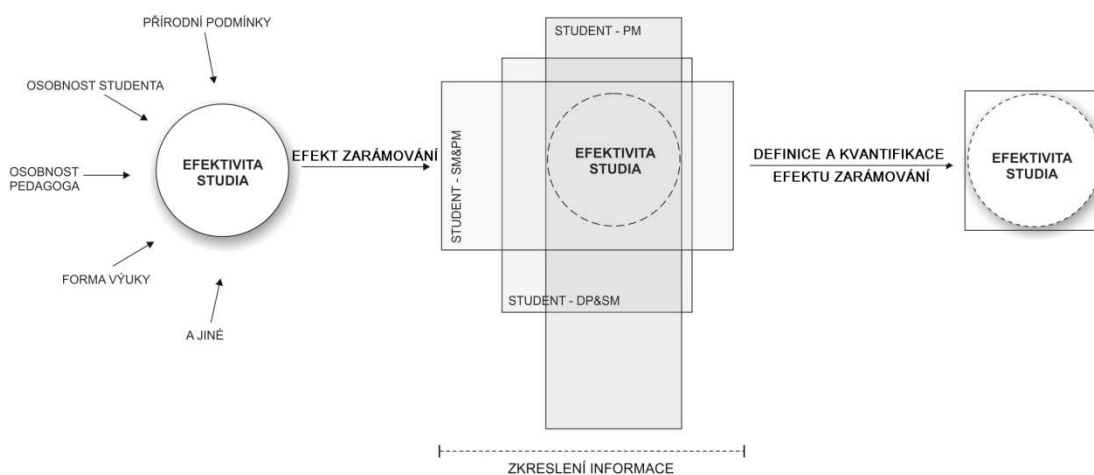 PŘÍRODNÍ PODMÍNKY
OSOBNOST STUDENTA
OSOBNOST
PEDAGOGA
FORMA VÝUKY
A JINÉ
EFEKTIVITA
STUDIA
EFEKT ZARÁMOVÁNÍ
STUDENT - PM
STUDENT - SM&PM
EFEKTIVITA
STUDIA
STUDENT - DP&SM
ZKRESLENÍ INFORMACE
DEFINICE A KVANTIFIKACE
EFEKTU ZARÁMOVÁNÍ
EFEKTIVITA
STUDIA